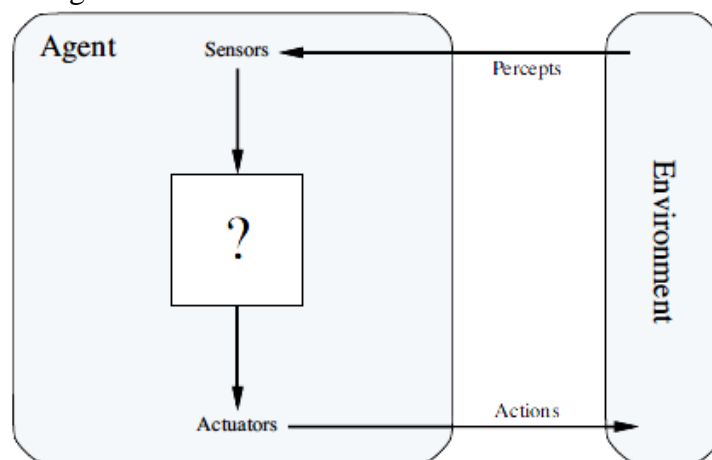 Agent
Sensors
Percepts
?
Environment
Actuators
Actions